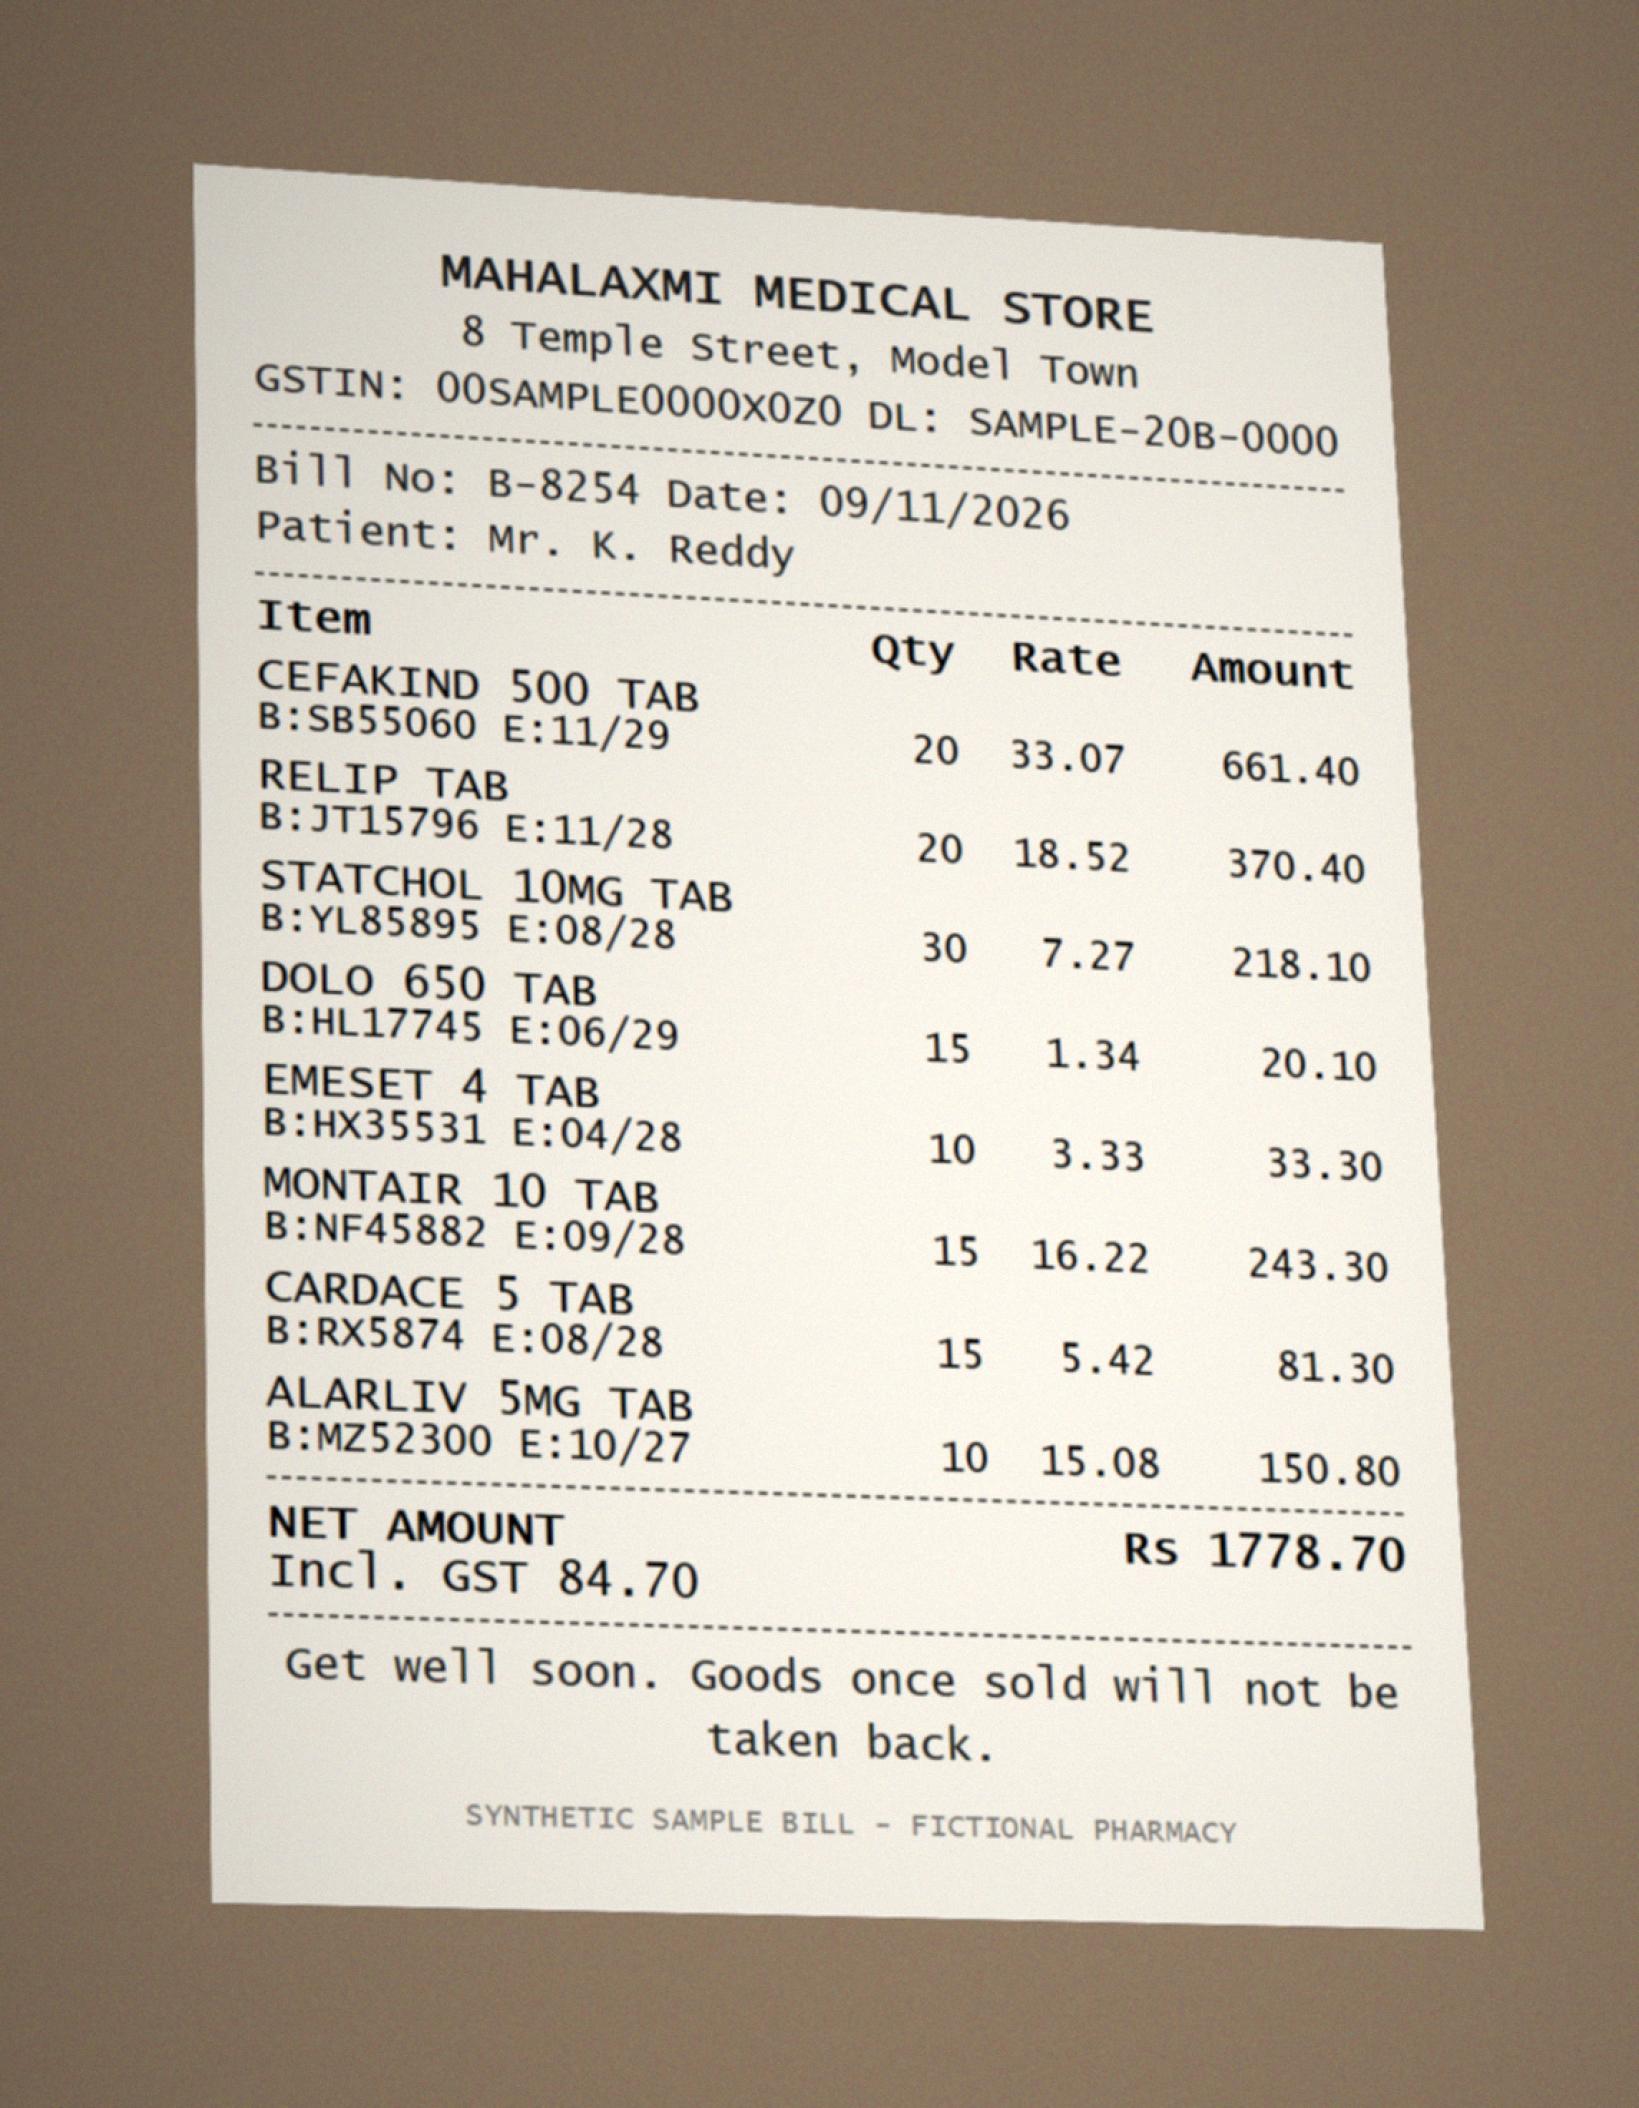 MAHALAXMI MEDICAL STORE
8 Temple Street, Model Town
GSTIN: 00SAMPLE0000X0Z0 DL: SAMPLE-20B-0000
Bill No: B-8254 Date: 09/11/2026
Patient: Mr. K. Reddy
Item Qty Rate Amount
CEFAKIND 500 TAB
B:SB55060 E:11/29 20 33.07 661.40
RELIP TAB
B:JT15796 E:11/28 20 18.52 370.40
STATCHOL 10MG TAB
B:YL85895 E:08/28 30 7.27 218.10
DOLO 650 TAB
B:HL17745 E:06/29 15 1.34 20.10
EMESET 4 TAB
B:HX35531 E:04/28 10 3.33 33.30
MONTAIR 10 TAB
B:NF45882 E:09/28 15 16.22 243.30
CARDACE 5 TAB
B:RX5874 E:08/28 15 5.42 81.30
ALARLIV 5MG TAB
B:MZ52300 E:10/27 10 15.08 150.80
NET AMOUNT Rs 1778.70
Incl. GST 84.70
Get well soon. Goods once sold will not be
taken back.
SYNTHETIC SAMPLE BILL - FICTIONAL PHARMACY